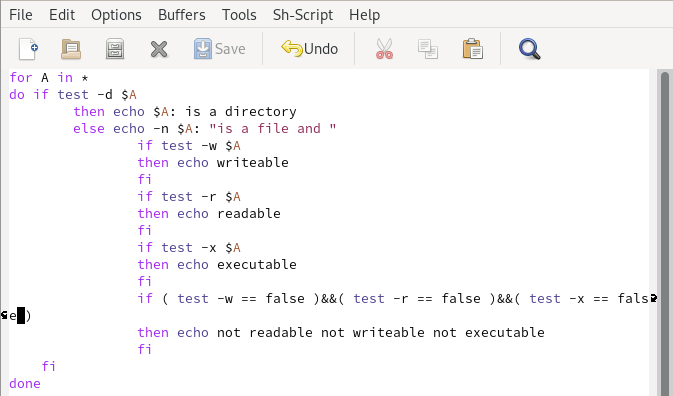 File Edit Options Buffers Tools Sh-Script Help
Save Undo
for A in *
do if test -d $A
then echo $A: is a directory
else echo -n $A: "is a file and "
if test -w $A
then echo writeable
fi
if test -r $A
then echo readable
fi
if test -x $A
then echo executable
fi
if ( test -w == false )&&( test -r == false )&&( test -x == fals
e )
then echo not readable not writeable not executable
fi
fi
done